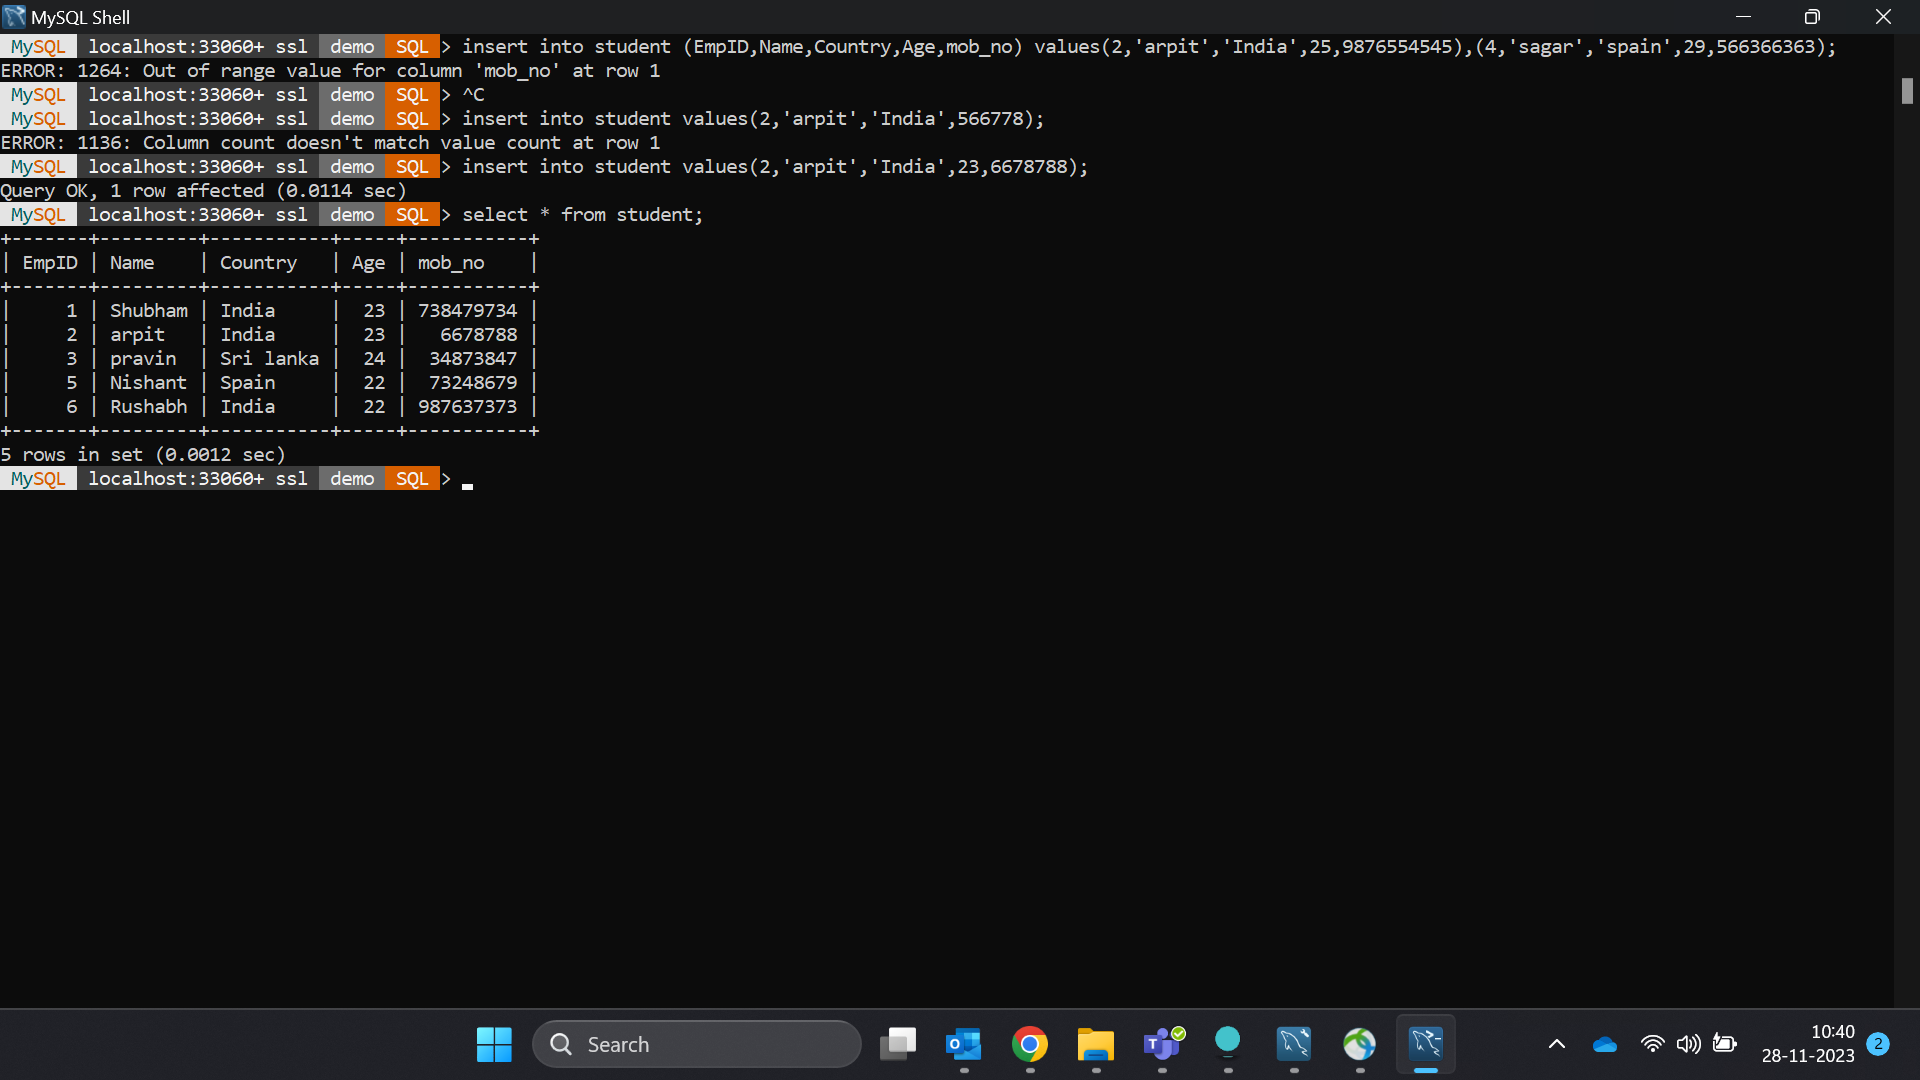 MySQL Shell
MySQL localhost:33060+ ssl demo SQL > insert into student (EmpID,Name,Country,Age,mob_no) values(2,'arpit','India',25,9876554545),(4,'sagar','spain',29,566366363);
ERROR: 1264: Out of range value for column 'mob_no' at row 1
MySQL localhost:33060+ ssl demo SQL > ^C
MySQL localhost:33060+ ssl demo SQL > insert into student values(2,'arpit','India',566778);
ERROR: 1136: Column count doesn't match value count at row 1
MySQL localhost:33060+ ssl demo SQL > insert into student values(2,'arpit','India',23,6678788);
Query OK, 1 row affected (0.0114 sec)
MySQL localhost:33060+ ssl demo SQL > select * from student;
+-------+---------+-----------+-----+-----------+
| EmpID | Name    | Country   | Age | mob_no    |
+-------+---------+-----------+-----+-----------+
|     1 | Shubham | India     |  23 | 738479734 |
|     2 | arpit   | India     |  23 |   6678788 |
|     3 | pravin  | Sri lanka |  24 |  34873847 |
|     5 | Nishant | Spain     |  22 |  73248679 |
|     6 | Rushabh | India     |  22 | 987637373 |
+-------+---------+-----------+-----+-----------+
5 rows in set (0.0012 sec)
MySQL localhost:33060+ ssl demo SQL > _
Search
10:40
28-11-2023
2